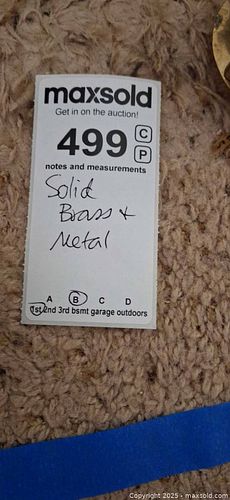 maxsold
Get in on the auction!
499 C
P
notes and measurements
Solid
Brass +
Metal
A B C D
1st 2nd 3rd bsmt garage outdoors
Copyright 2025 - maxsold.com